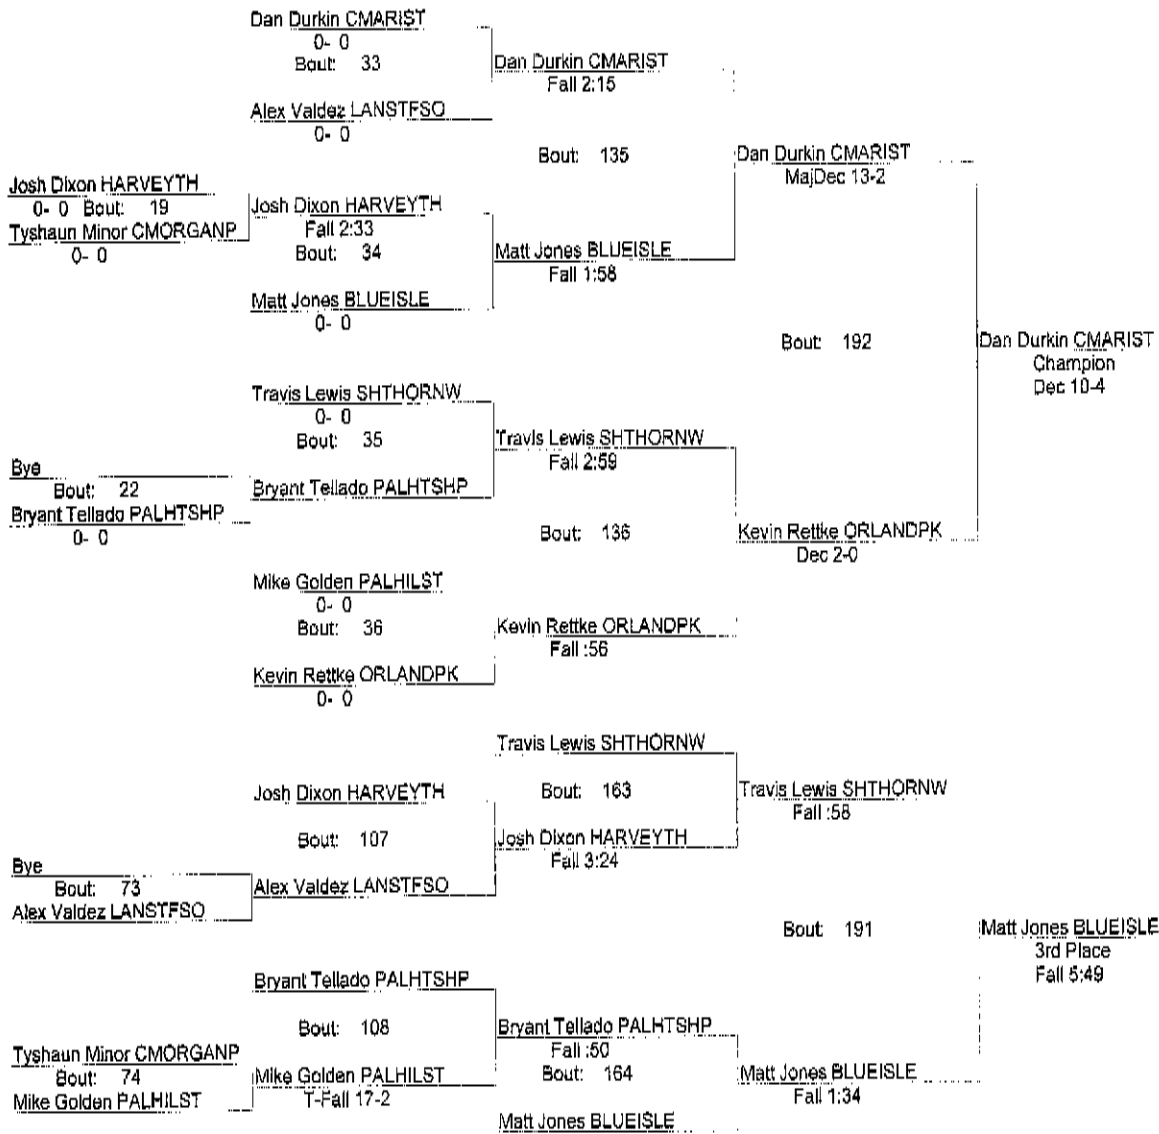 Dan Durkin CMARIST
0- 0
Bout: 33
Dan Durkin CMARIST
Fall 2:15
Alex Valdez LANSTFSO
0- 0
Bout: 135
Dan Durkin CMARIST
MajDec 13-2
Josh Dixon HARVEYTH
0- 0 Bout: 19
Tyshaun Minor CMORGANP
0- 0
Josh Dixon HARVEYTH
Fall 2:33
Bout: 34
Matt Jones BLUEISLE
Fall 1:58
Matt Jones BLUEISLE
0- 0
Bout: 192
Dan Durkin CMARIST
Champion
Dec 10-4
Travis Lewis SHTHORNW
0- 0
Bout: 35
Travis Lewis SHTHORNW
Fall 2:59
Bye
Bout: 22
Bryant Tellado PALHTSHP
0- 0
Bryant Tellado PALHTSHP
Bout: 136
Kevin Rettke ORLANDPK
Dec 2-0
Mike Golden PALHILST
0- 0
Bout: 36
Kevin Rettke ORLANDPK
Fall :56
Kevin Rettke ORLANDPK
0- 0
Travis Lewis SHTHORNW
Josh Dixon HARVEYTH
Bout: 163
Travis Lewis SHTHORNW
Fall :58
Bout: 107
Josh Dixon HARVEYTH
Fall 3:24
Bye
Bout: 73
Alex Valdez LANSTFSO
Alex Valdez LANSTFSO
Bout: 191
Matt Jones BLUEISLE
3rd Place
Fall 5:49
Bryant Tellado PALHTSHP
Bout: 108
Bryant Tellado PALHTSHP
Fall :50
Tyshaun Minor CMORGANP
Bout: 74
Mike Golden PALHILST
Mike Golden PALHILST
T-Fall 17-2
Bout: 164
Matt Jones BLUEISLE
Fall 1:34
Matt Jones BLUEISLE